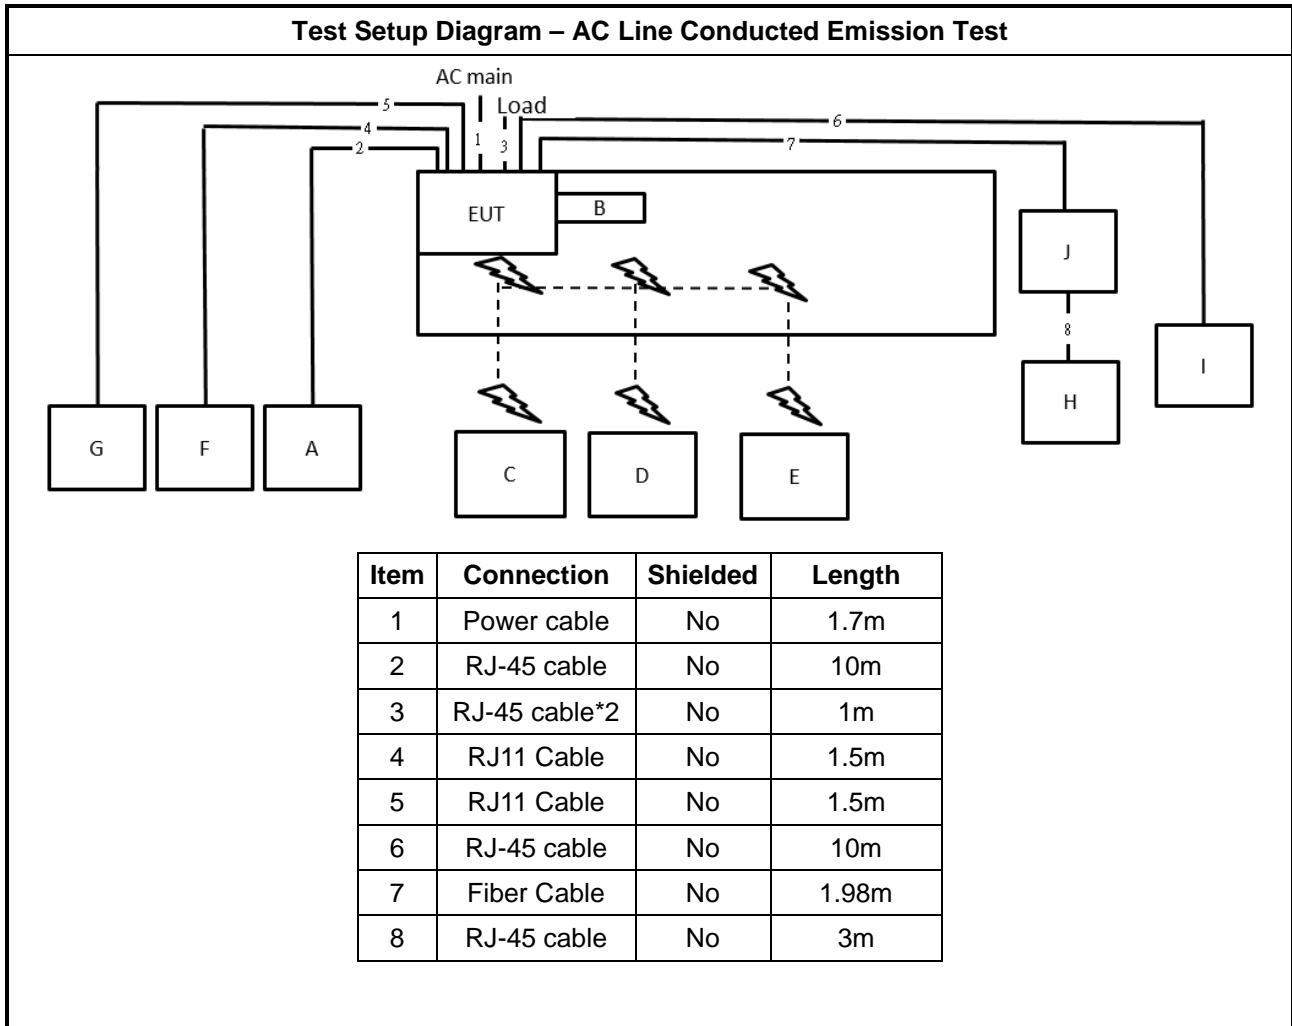 Test Setup Diagram – AC Line Conducted Emission Test
AC main
Load
5
4
2
1
3
6
7
EUT
B
J
8
I
H
G
F
A
C
D
E
Item Connection Shielded Length
1 Power cable No 1.7m
2 RJ-45 cable No 10m
3 RJ-45 cable*2 No 1m
4 RJ11 Cable No 1.5m
5 RJ11 Cable No 1.5m
6 RJ-45 cable No 10m
7 Fiber Cable No 1.98m
8 RJ-45 cable No 3m